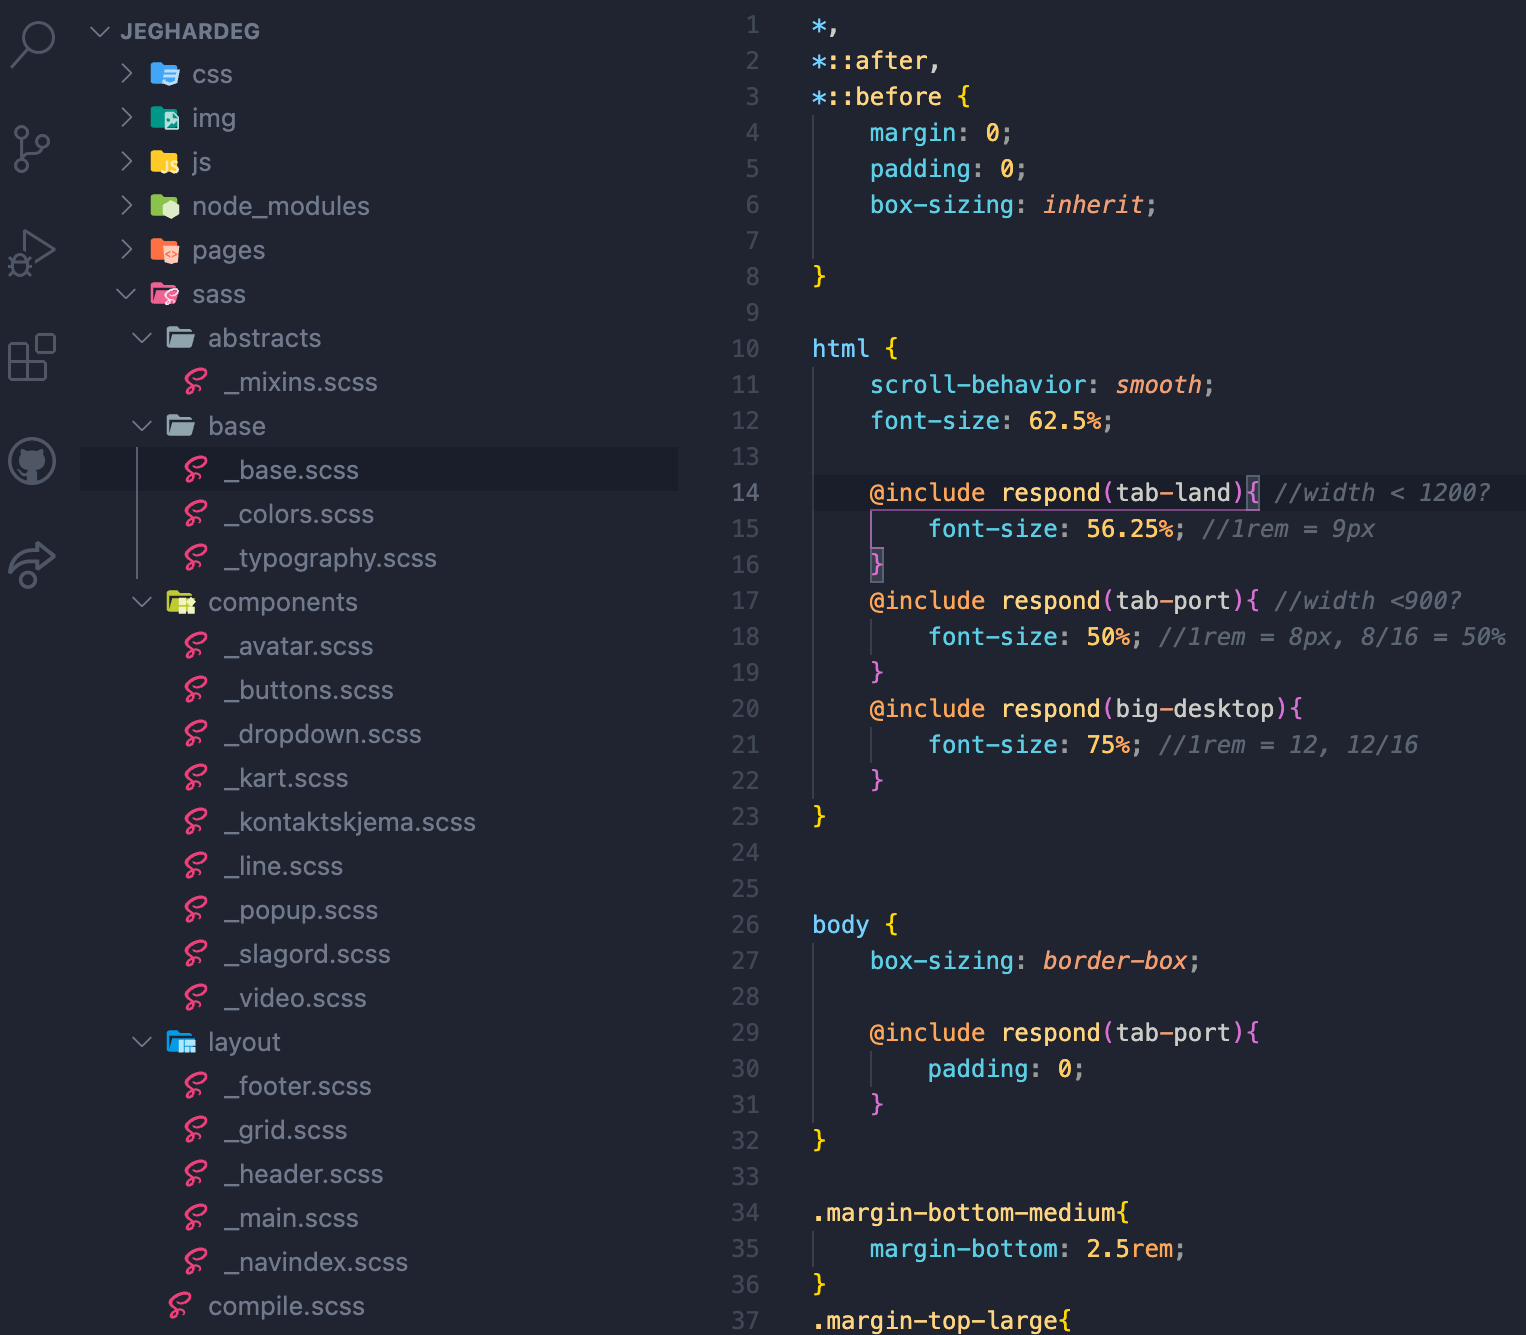 JEGHARDEG
css
img
js
node_modules
pages
sass
abstracts
_mixins.scss
base
_base.scss
_colors.scss
_typography.scss
components
_avatar.scss
_buttons.scss
_dropdown.scss
_kart.scss
_kontaktskjema.scss
_line.scss
_popup.scss
_slagord.scss
_video.scss
layout
_footer.scss
_grid.scss
_header.scss
_main.scss
_navindex.scss
compile.scss
1 *,
2 *::after,
3 *::before {
4 margin: 0;
5 padding: 0;
6 box-sizing: inherit;
7
8 }
9
10 html {
11 scroll-behavior: smooth;
12 font-size: 62.5%;
13
14 @include respond(tab-land){ //width < 1200?
15 font-size: 56.25%; //1rem = 9px
16 }
17 @include respond(tab-port){ //width <900?
18 font-size: 50%; //1rem = 8px, 8/16 = 50%
19 }
20 @include respond(big-desktop){
21 font-size: 75%; //1rem = 12, 12/16
22 }
23 }
24
25
26 body {
27 box-sizing: border-box;
28
29 @include respond(tab-port){
30 padding: 0;
31 }
32 }
33
34 .margin-bottom-medium{
35 margin-bottom: 2.5rem;
36 }
37 .margin-top-large{